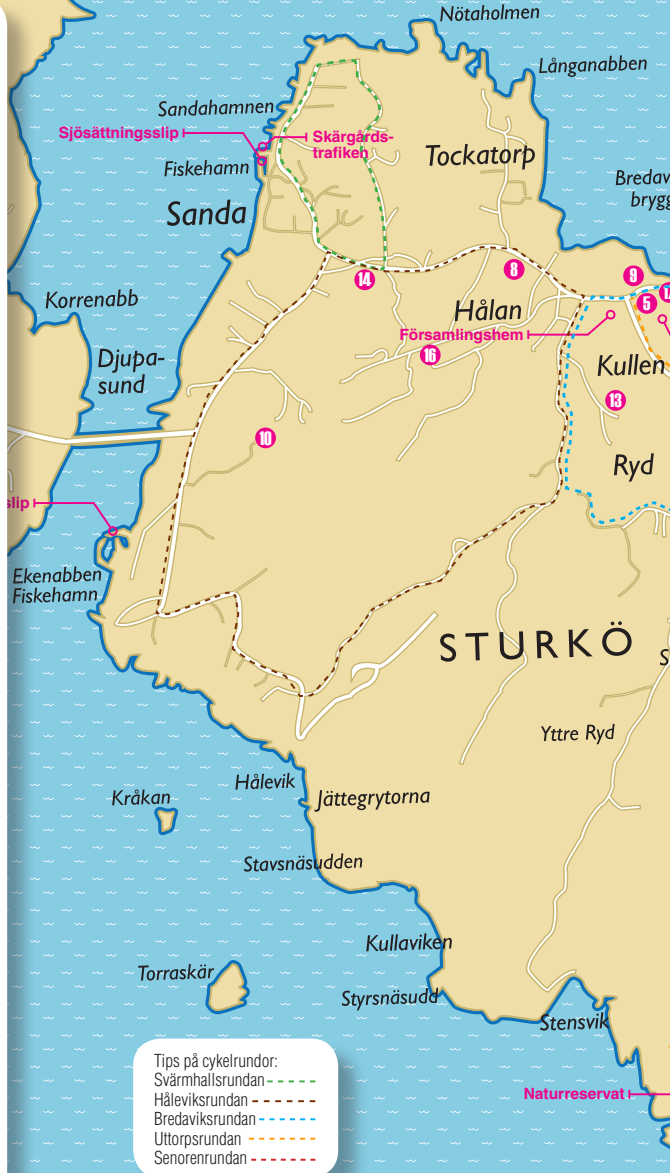 Nötaholmen
Långanabben
Sandahamnen
Sjösättningsslip
Skärgårds-
trafiken
Fiskehamn
Tockatorp
Sanda
14
8
9
5
Korrenabb
Hålan
Församlingshem
16
Djupa-
sund
Kullen
13
10
Ryd
slip
Ekenabben
Fiskehamn
STURKÖ
S
Yttre Ryd
Hålevik
Kråkan
Jättegrytorna
Stavsnäsudden
Kullaviken
Torraskär
Styrsnäsudd
Stensvik
Naturreservat
Tips på cykelrundor:
Svärmhallsrundan
Håleviksrundan
Bredaviksrundan
Uttorpsrundan
Senorenrundan